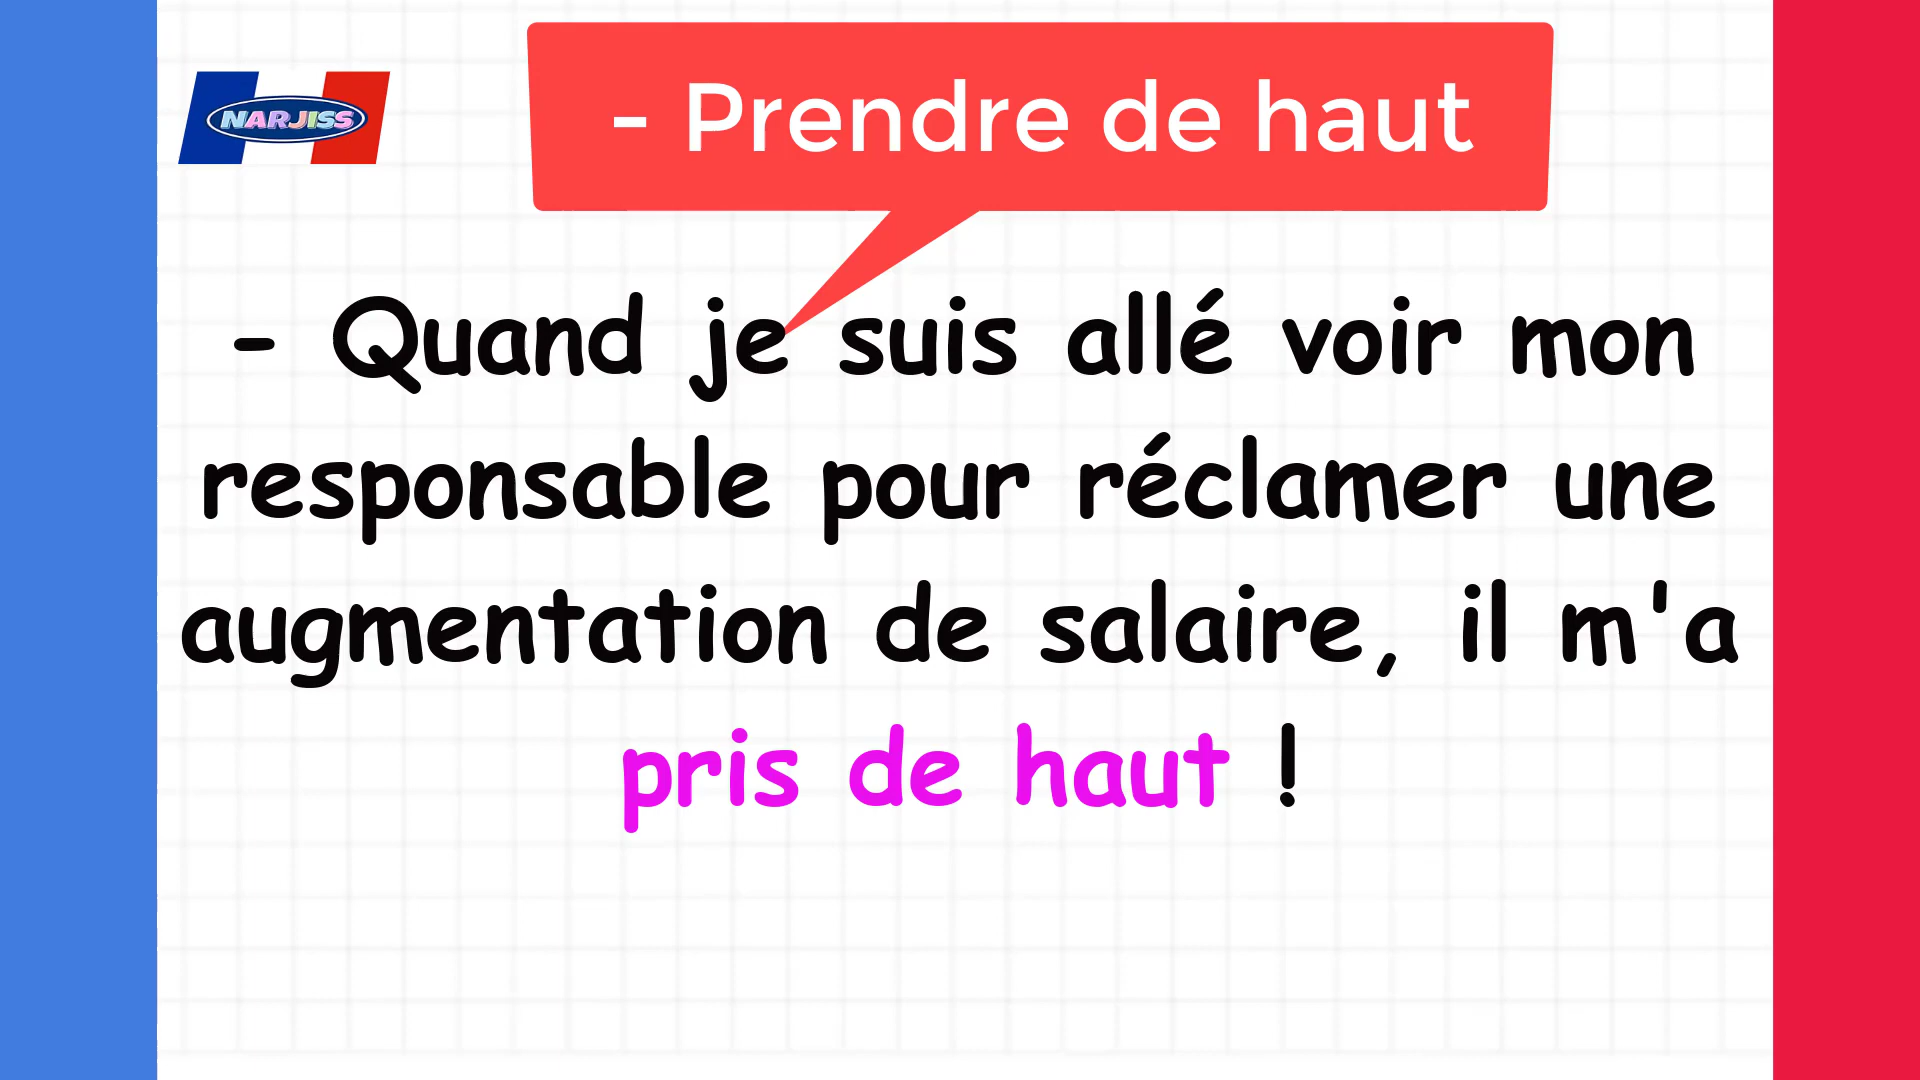 NARJISS
- Prendre de haut
- Quand je suis allé voir mon
responsable pour réclamer une
augmentation de salaire, il m'a
pris de haut !